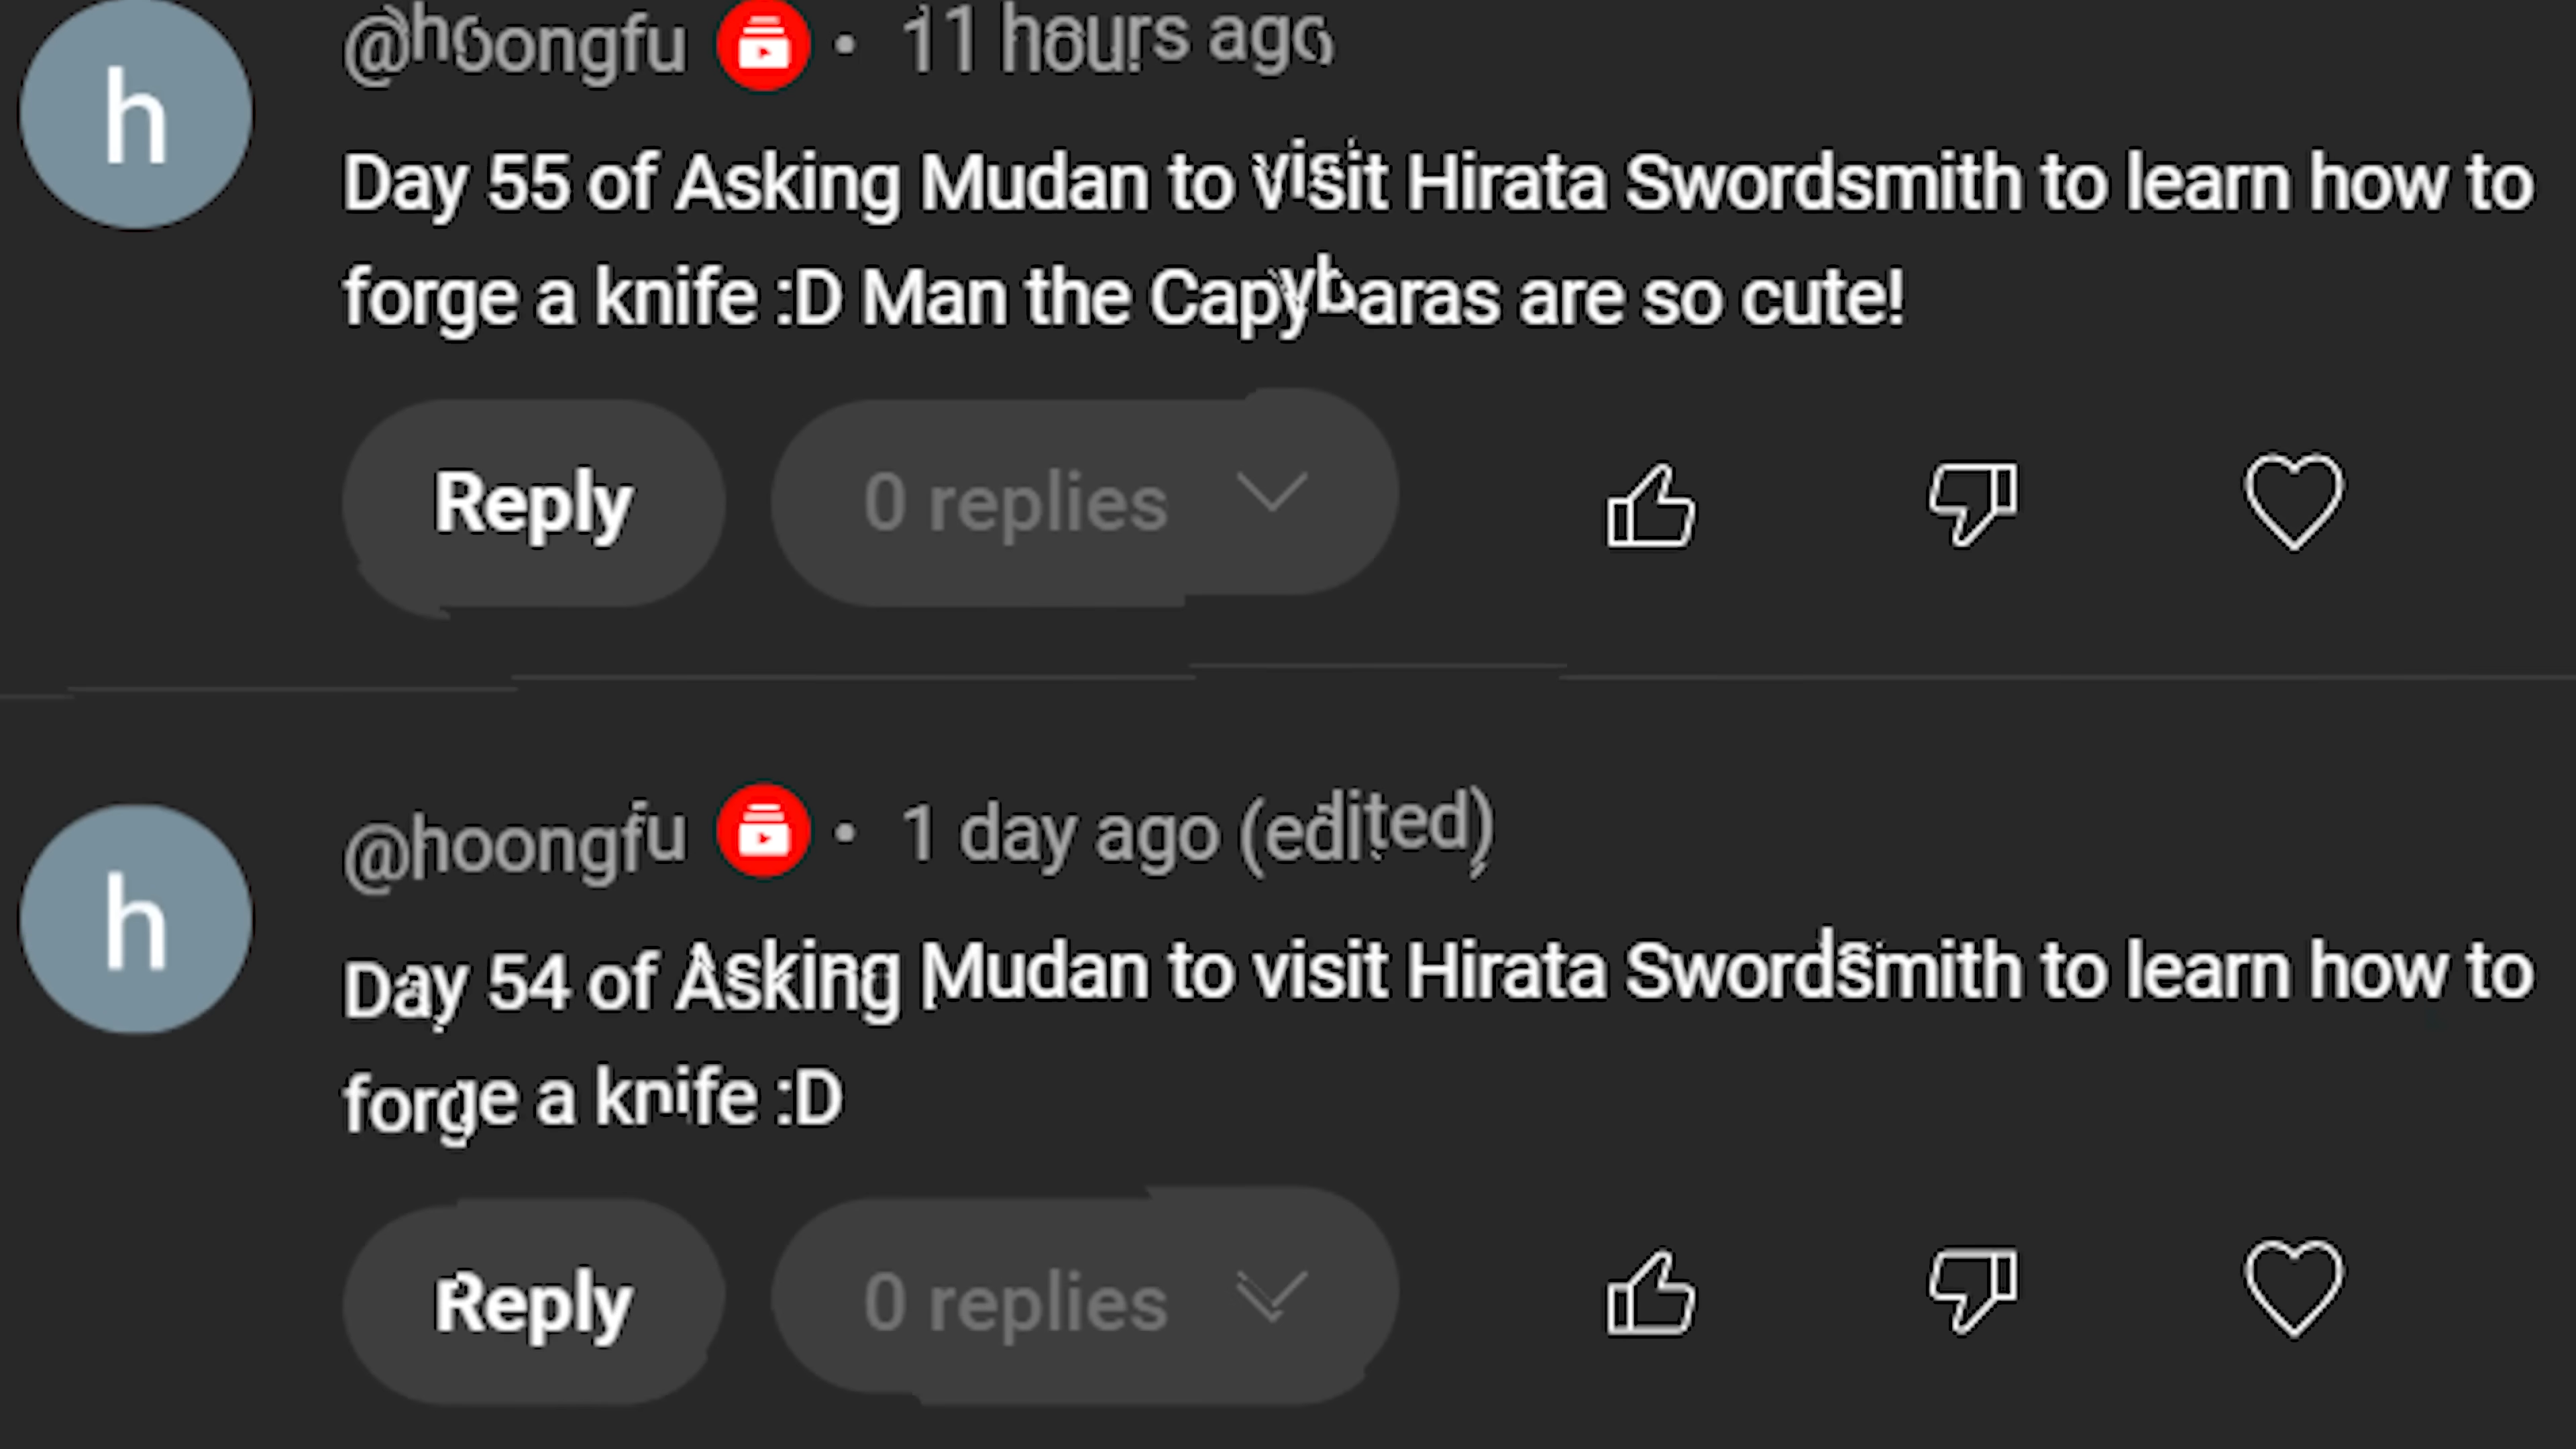 h
@hoongfu • 11 hours ago
Day 55 of Asking Mudan to visit Hirata Swordsmith to learn how to
forge a knife :D Man the Capybaras are so cute!
Reply 0 replies
h
@hoongfu • 1 day ago (edited)
Day 54 of Asking Mudan to visit Hirata Swordsmith to learn how to
forge a knife :D
Reply 0 replies